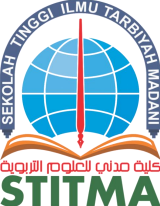 SEKOLAH TINGGI ILMU TARBIYAH MADANI
كلية مدني للعلوم التربوية
STITMA